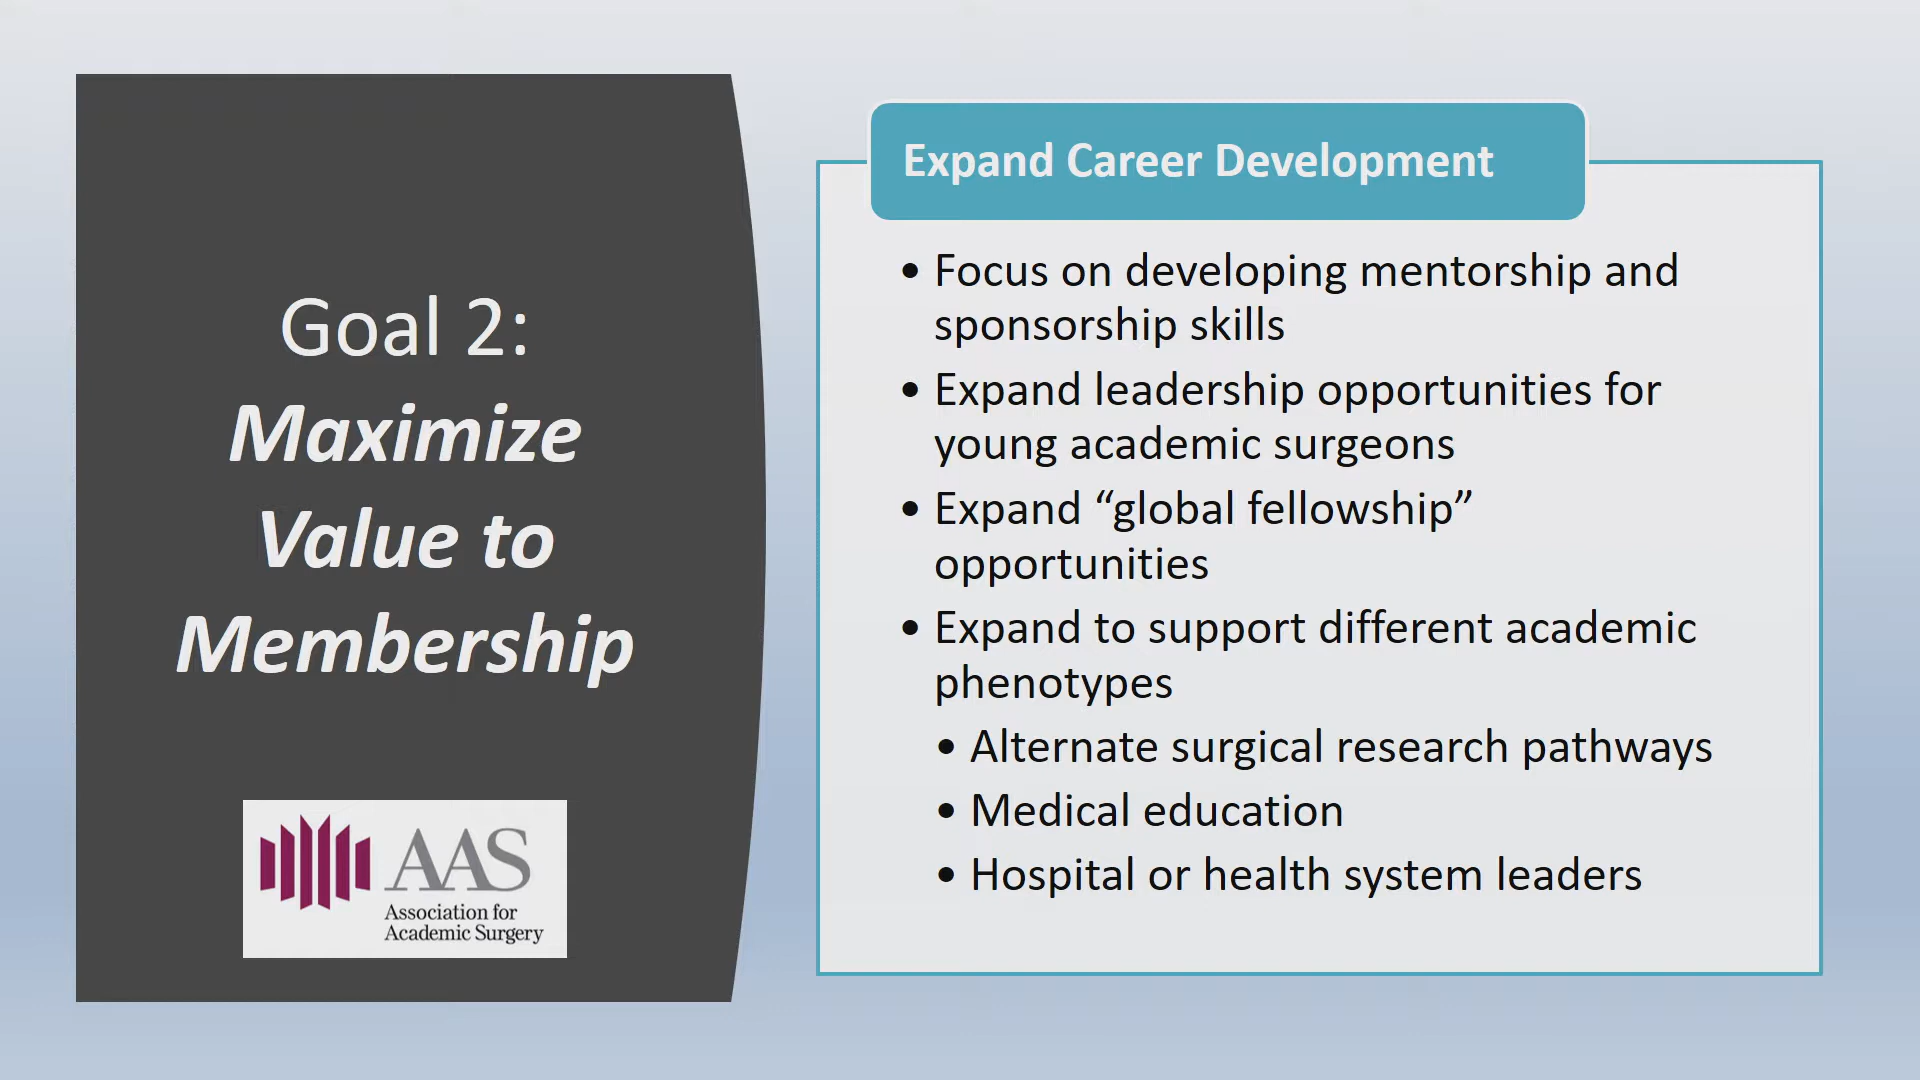 Goal 2:
Maximize
Value to
Membership
AAS
Association for
Academic Surgery
Expand Career Development
• Focus on developing mentorship and
sponsorship skills
• Expand leadership opportunities for
young academic surgeons
• Expand “global fellowship”
opportunities
• Expand to support different academic
phenotypes
• Alternate surgical research pathways
• Medical education
• Hospital or health system leaders